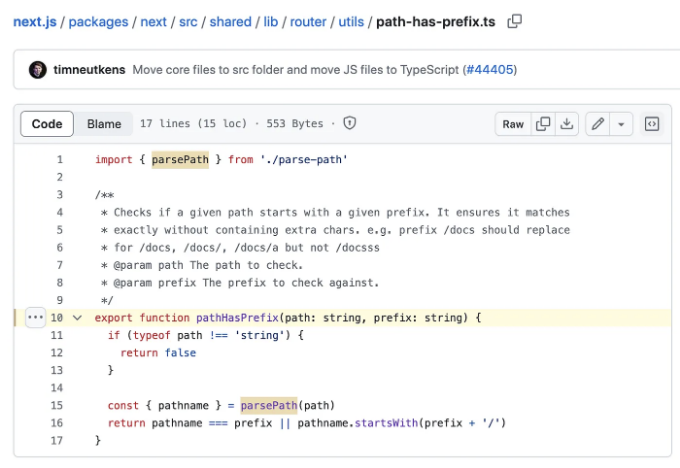 next.js / packages / next / src / shared / lib / router / utils / path-has-prefix.ts
timneutkens Move core files to src folder and move JS files to TypeScript (#44405)
Code Blame 17 lines (15 loc) · 553 Bytes · Raw
1 import { parsePath } from './parse-path'
2
3 /**
4 * Checks if a given path starts with a given prefix. It ensures it matches
5 * exactly without containing extra chars. e.g. prefix /docs should replace
6 * for /docs, /docs/, /docs/a but not /docsss
7 * @param path The path to check.
8 * @param prefix The prefix to check against.
9 */
10 export function pathHasPrefix(path: string, prefix: string) {
11 if (typeof path !== 'string') {
12 return false
13 }
14
15 const { pathname } = parsePath(path)
16 return pathname === prefix || pathname.startsWith(prefix + '/')
17 }